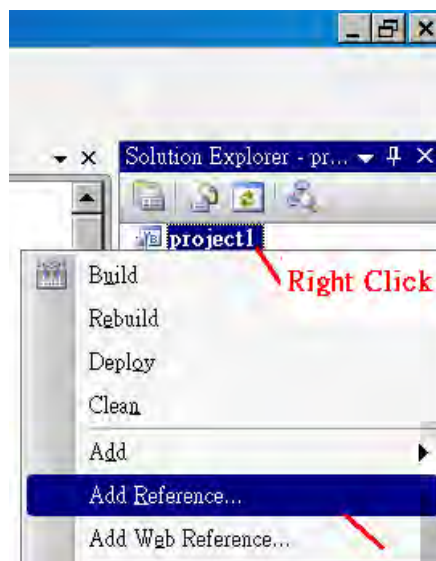 Solution Explorer - pr...
project1
Right Click
Build
Rebuild
Deploy
Clean
Add
Add Reference...
Add Web Reference...